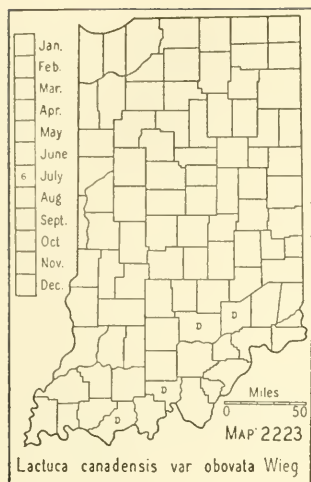 Jan.
Feb.
Mar.
Apr.
May
June
6 July
Aug
Sept.
Oct
Nov.
Dec.
D
D
D
D
Miles
0 50
MAP 2223
Lactuca canadensis var obovata Wieg